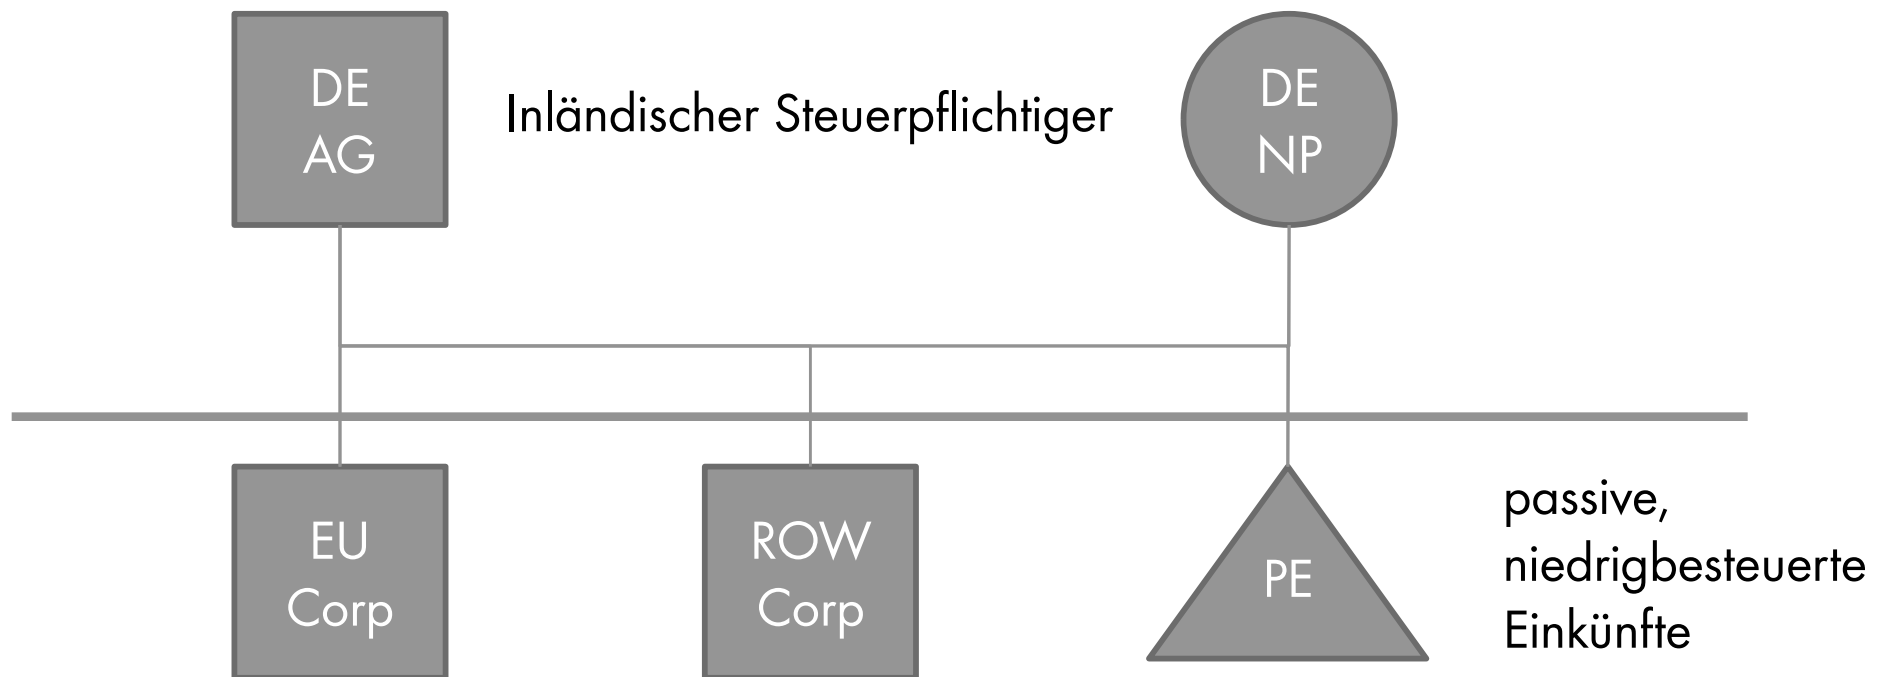 DE
AG
Inländischer Steuerpflichtiger
DE
NP
EU
Corp
ROW
Corp
PE
passive,
niedrigbesteuerte
Einkünfte